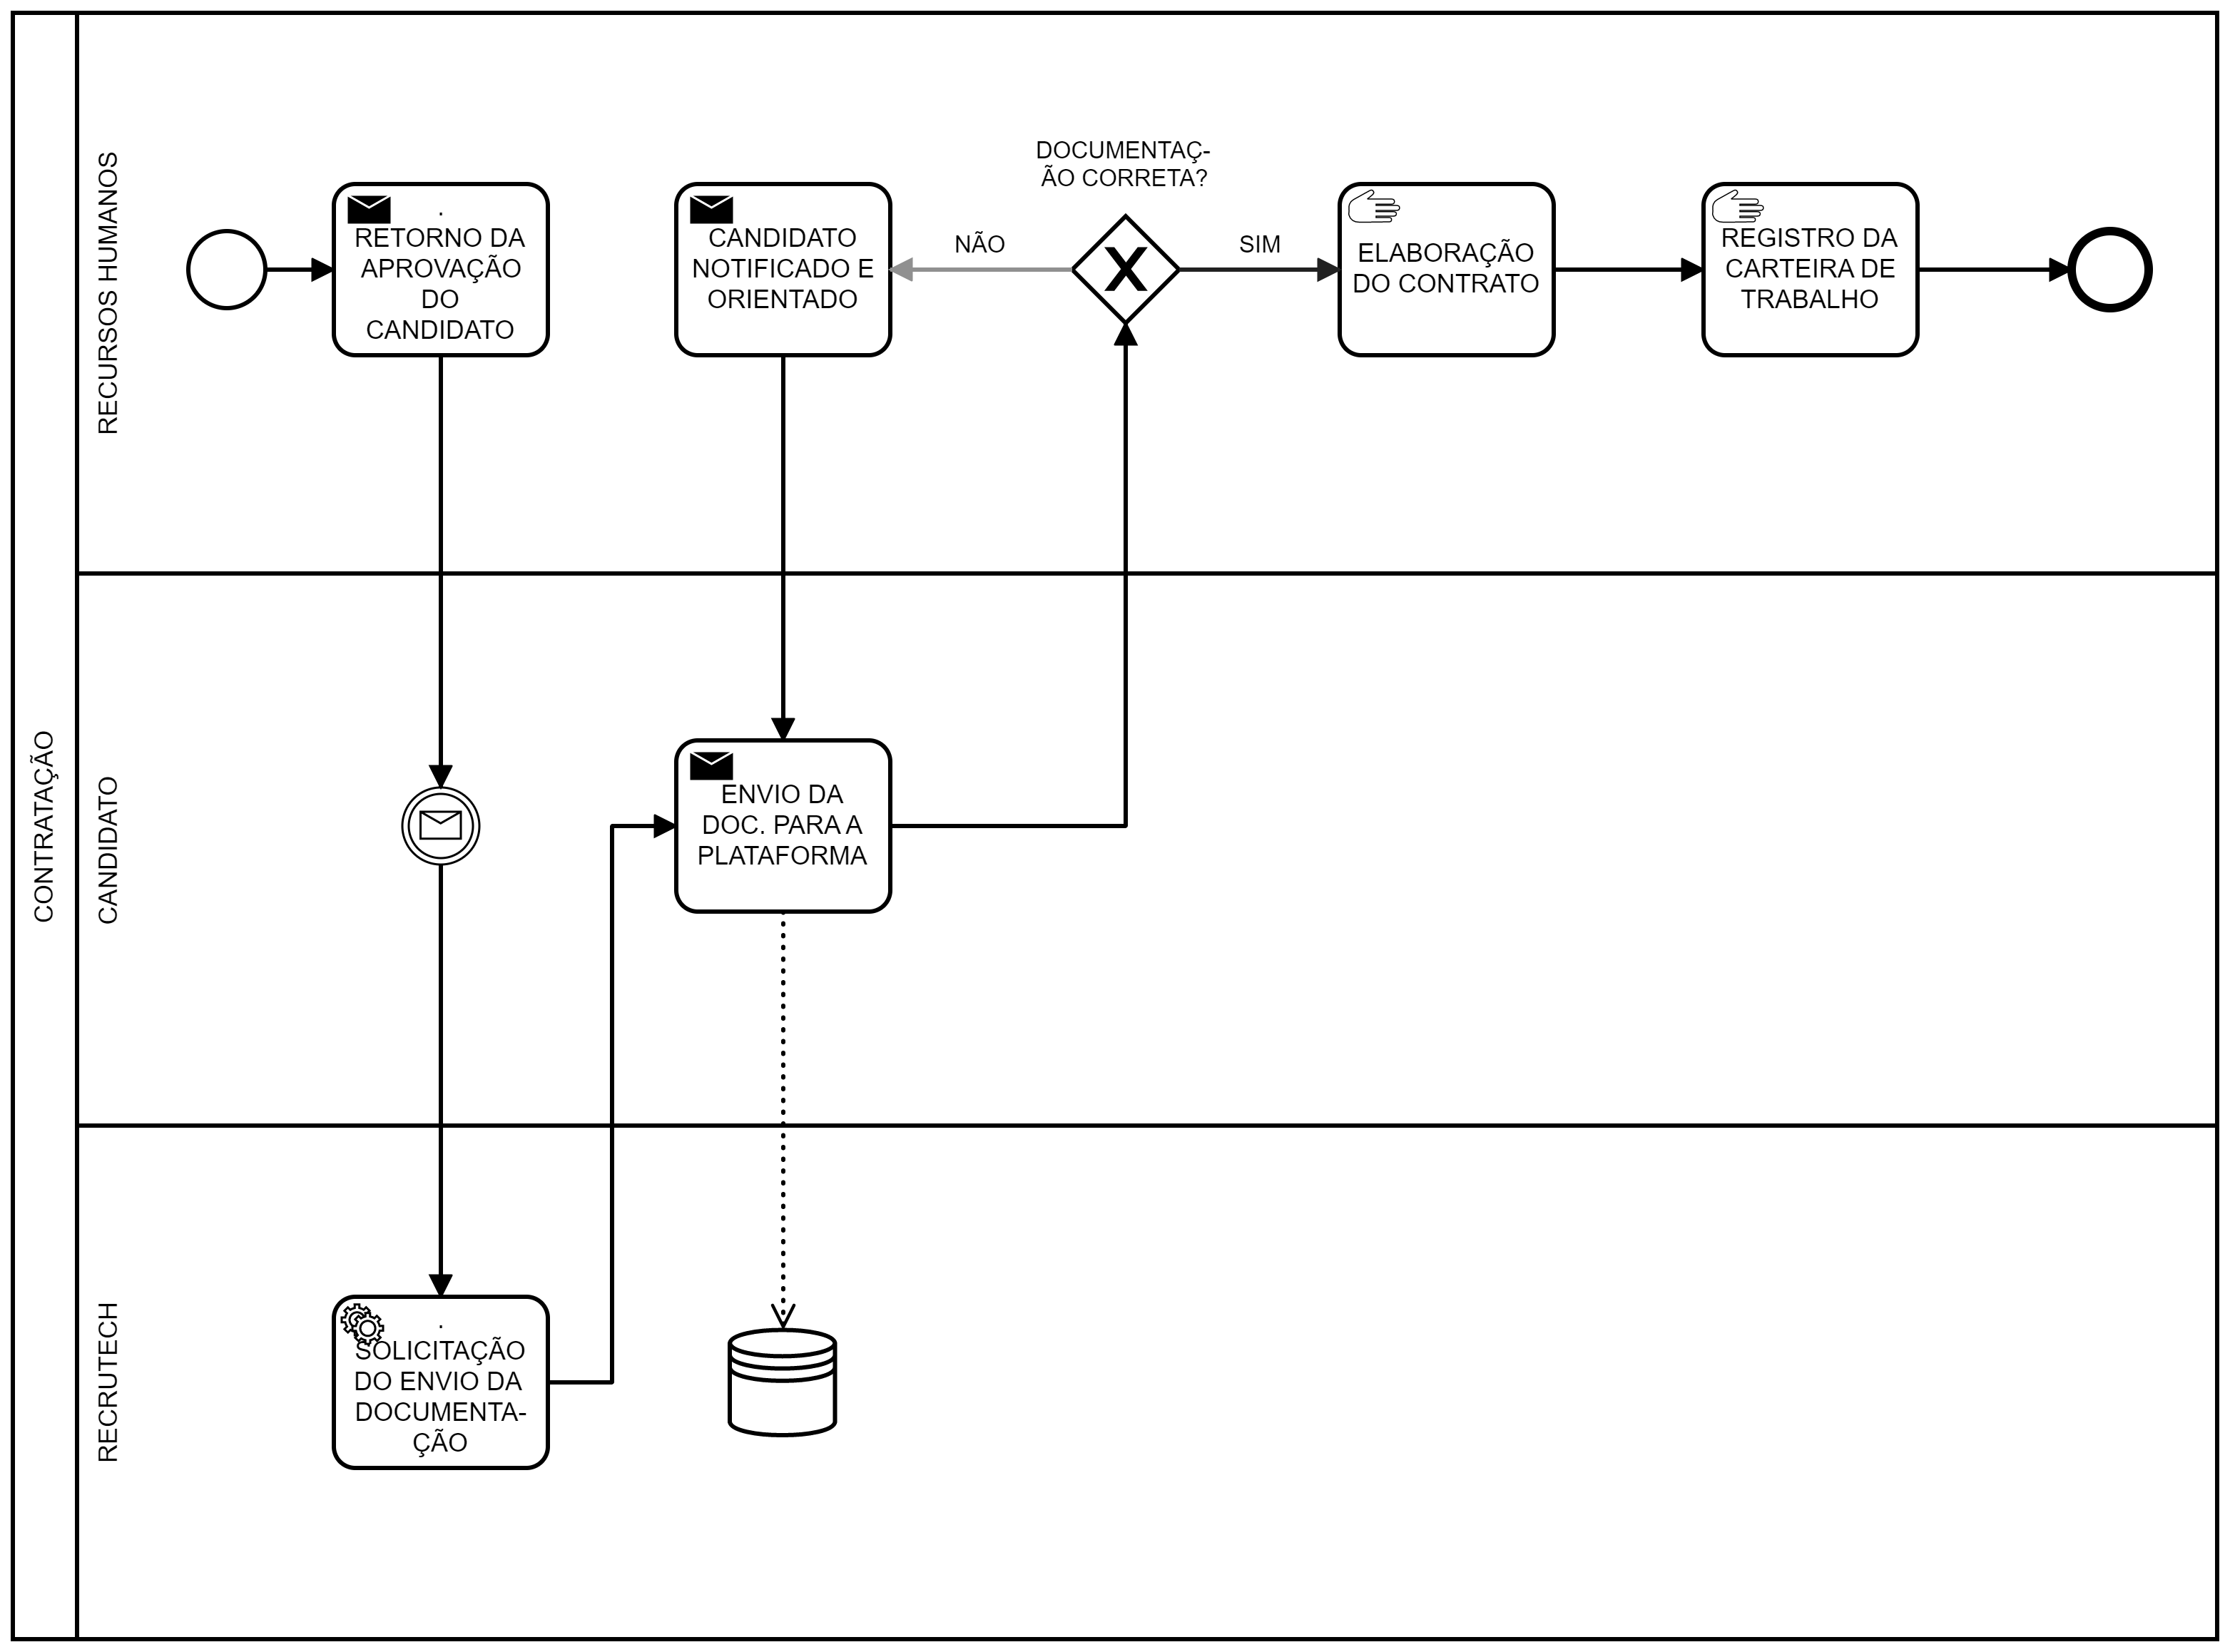 CONTRATAÇÃO
RECURSOS HUMANOS
.
RETORNO DA
APROVAÇÃO
DO
CANDIDATO
CANDIDATO
NOTIFICADO E
ORIENTADO
NÃO
DOCUMENTAÇ-
ÃO CORRETA?
SIM
ELABORAÇÃO
DO CONTRATO
REGISTRO DA
CARTEIRA DE
TRABALHO
CANDIDATO
ENVIO DA
DOC. PARA A
PLATAFORMA
RECRUTECH
.
SOLICITAÇÃO
DO ENVIO DA
DOCUMENTA-
ÇÃO